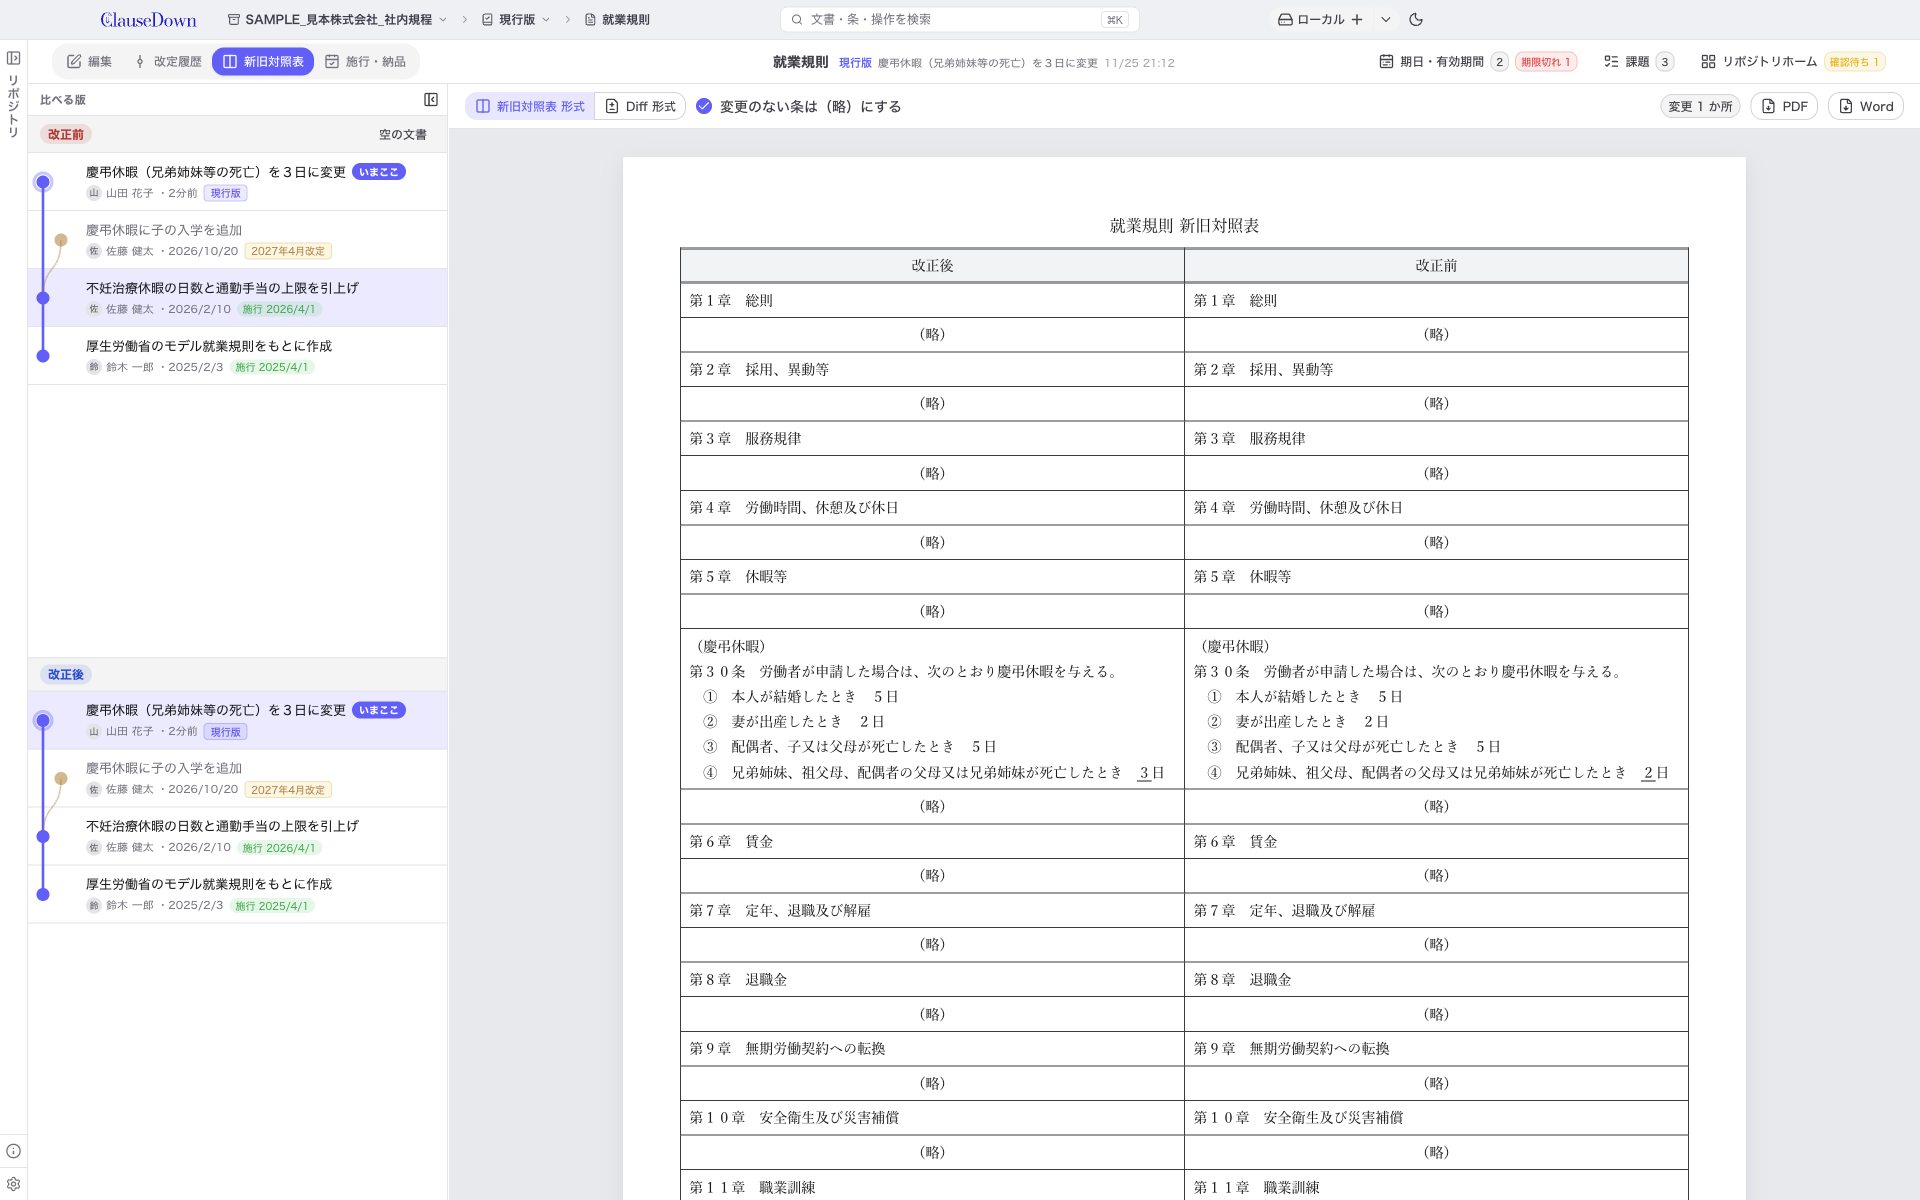 ClauseDown SAMPLE_見本株式会社_社内規程 現行版 就業規則 文書・条・操作を検索 ⌘K ローカル
リポジトリ
編集 改定履歴 新旧対照表 施行・納品 就業規則 現行版 慶弔休暇（兄弟姉妹等の死亡）を３日に変更 11/25 21:12 期日・有効期間 2 期限切れ 1 課題 3 リポジトリホーム 確認待ち 1
比べる版
新旧対照表 形式 Diff 形式 変更のない条は（略）にする 変更 1 か所 PDF Word
改正前 空の文書
慶弔休暇（兄弟姉妹等の死亡）を３日に変更 いまここ
山 山田 花子 ・2分前 現行版
慶弔休暇に子の入学を追加
佐 佐藤 健太 ・2026/10/20 2027年4月改定
不妊治療休暇の日数と通勤手当の上限を引上げ
佐 佐藤 健太 ・2026/2/10 施行 2026/4/1
厚生労働省のモデル就業規則をもとに作成
鈴 鈴木 一郎 ・2025/2/3 施行 2025/4/1
改正後
慶弔休暇（兄弟姉妹等の死亡）を３日に変更 いまここ
山 山田 花子 ・2分前 現行版
慶弔休暇に子の入学を追加
佐 佐藤 健太 ・2026/10/20 2027年4月改定
不妊治療休暇の日数と通勤手当の上限を引上げ
佐 佐藤 健太 ・2026/2/10 施行 2026/4/1
厚生労働省のモデル就業規則をもとに作成
鈴 鈴木 一郎 ・2025/2/3 施行 2025/4/1
就業規則 新旧対照表
改正後 改正前
第１章　総則 第１章　総則
（略） （略）
第２章　採用、異動等 第２章　採用、異動等
（略） （略）
第３章　服務規律 第３章　服務規律
（略） （略）
第４章　労働時間、休憩及び休日 第４章　労働時間、休憩及び休日
（略） （略）
第５章　休暇等 第５章　休暇等
（略） （略）
（慶弔休暇） （慶弔休暇）
第３０条　労働者が申請した場合は、次のとおり慶弔休暇を与える。 第３０条　労働者が申請した場合は、次のとおり慶弔休暇を与える。
①　本人が結婚したとき　５日 ①　本人が結婚したとき　５日
②　妻が出産したとき　２日 ②　妻が出産したとき　２日
③　配偶者、子又は父母が死亡したとき　５日 ③　配偶者、子又は父母が死亡したとき　５日
④　兄弟姉妹、祖父母、配偶者の父母又は兄弟姉妹が死亡したとき　３日 ④　兄弟姉妹、祖父母、配偶者の父母又は兄弟姉妹が死亡したとき　２日
（略） （略）
第６章　賃金 第６章　賃金
（略） （略）
第７章　定年、退職及び解雇 第７章　定年、退職及び解雇
（略） （略）
第８章　退職金 第８章　退職金
（略） （略）
第９章　無期労働契約への転換 第９章　無期労働契約への転換
（略） （略）
第１０章　安全衛生及び災害補償 第１０章　安全衛生及び災害補償
（略） （略）
第１１章　職業訓練 第１１章　職業訓練